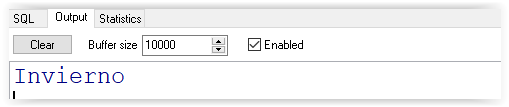 SQL Output Statistics
Clear Buffer size 10000 Enabled
Invierno